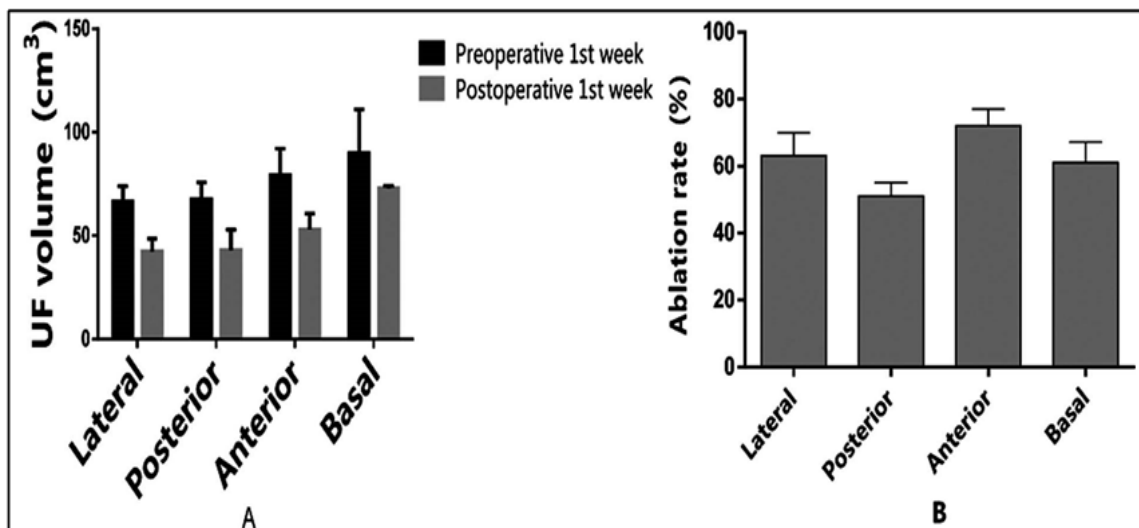 UF volume (cm³)
150
100
50
0
Preoperative 1st week
Postoperative 1st week
Lateral
Posterior
Anterior
Basal
A
Ablation rate (%)
100
80
60
40
20
0
Lateral
Posterior
Anterior
Basal
B